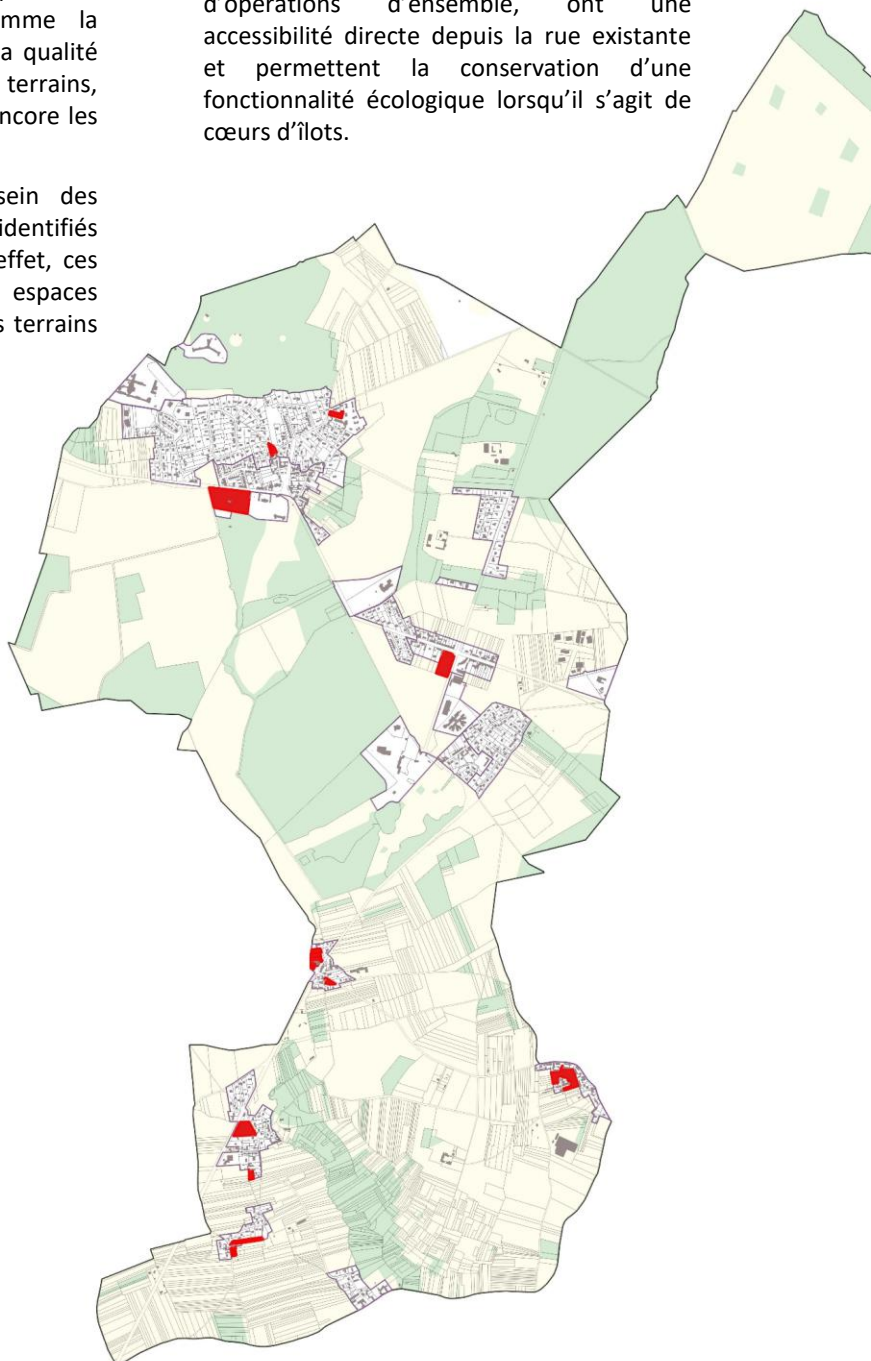 mme la
a qualité
terrains,
ncore les
sein des
identifiés
effet, ces
espaces
s terrains
d'opérations d'ensemble, ont une
accessibilité directe depuis la rue existante
et permettent la conservation d'une
fonctionnalité écologique lorsqu'il s'agit de
cœurs d'îlots.